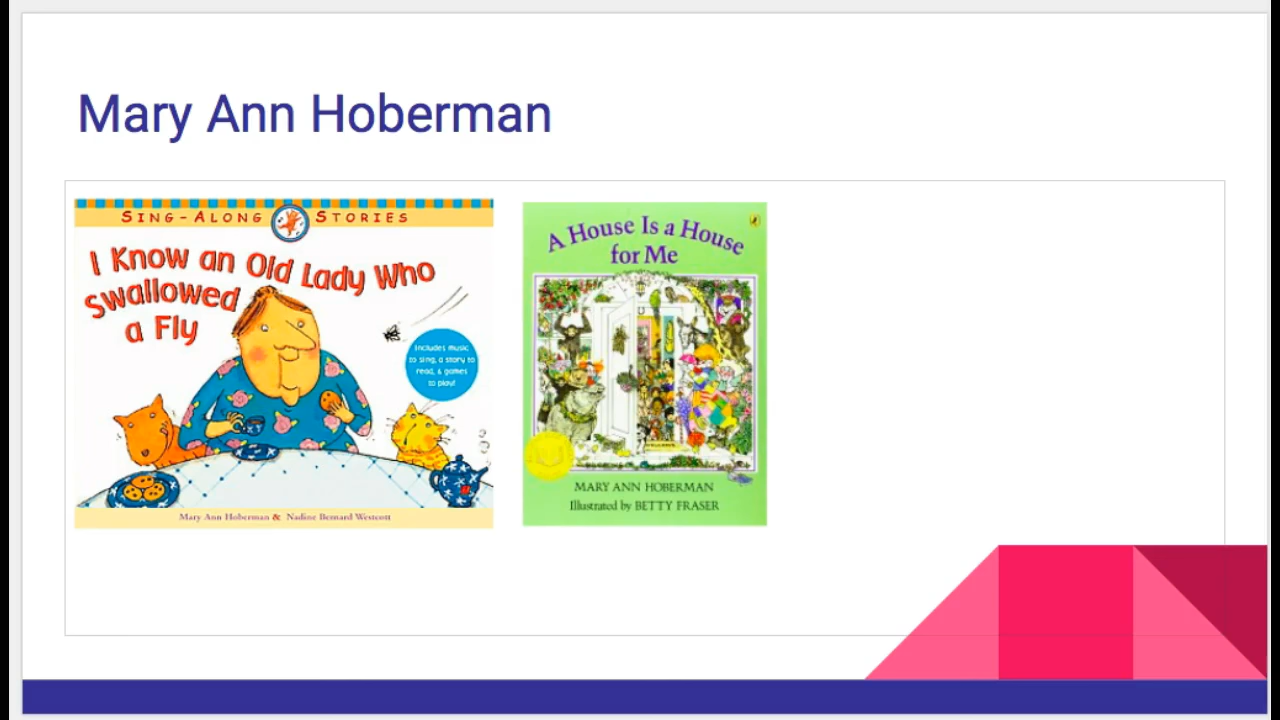 Mary Ann Hoberman
SING-ALONG STORIES
I Know an Old Lady Who
Swallowed
a Fly
Includes music
to sing, a story to
read, & games
to play!
Mary Ann Hoberman & Nadine Bernard Westcott
A House Is a House
for Me
MARY ANN HOBERMAN
Illustrated by BETTY FRASER